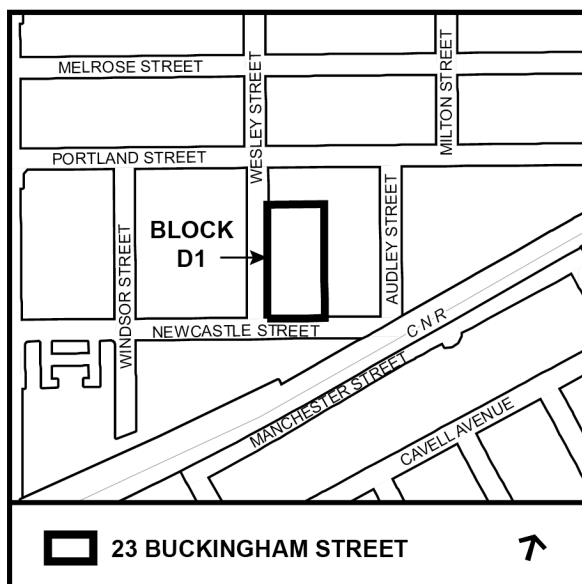 MELROSE STREET
WESLEY STREET
MILTON STREET
PORTLAND STREET
BLOCK
D1
WINDSOR STREET
AUDLEY STREET
NEWCASTLE STREET
C N R
MANCHESTER STREET
CAVELL AVENUE
23 BUCKINGHAM STREET